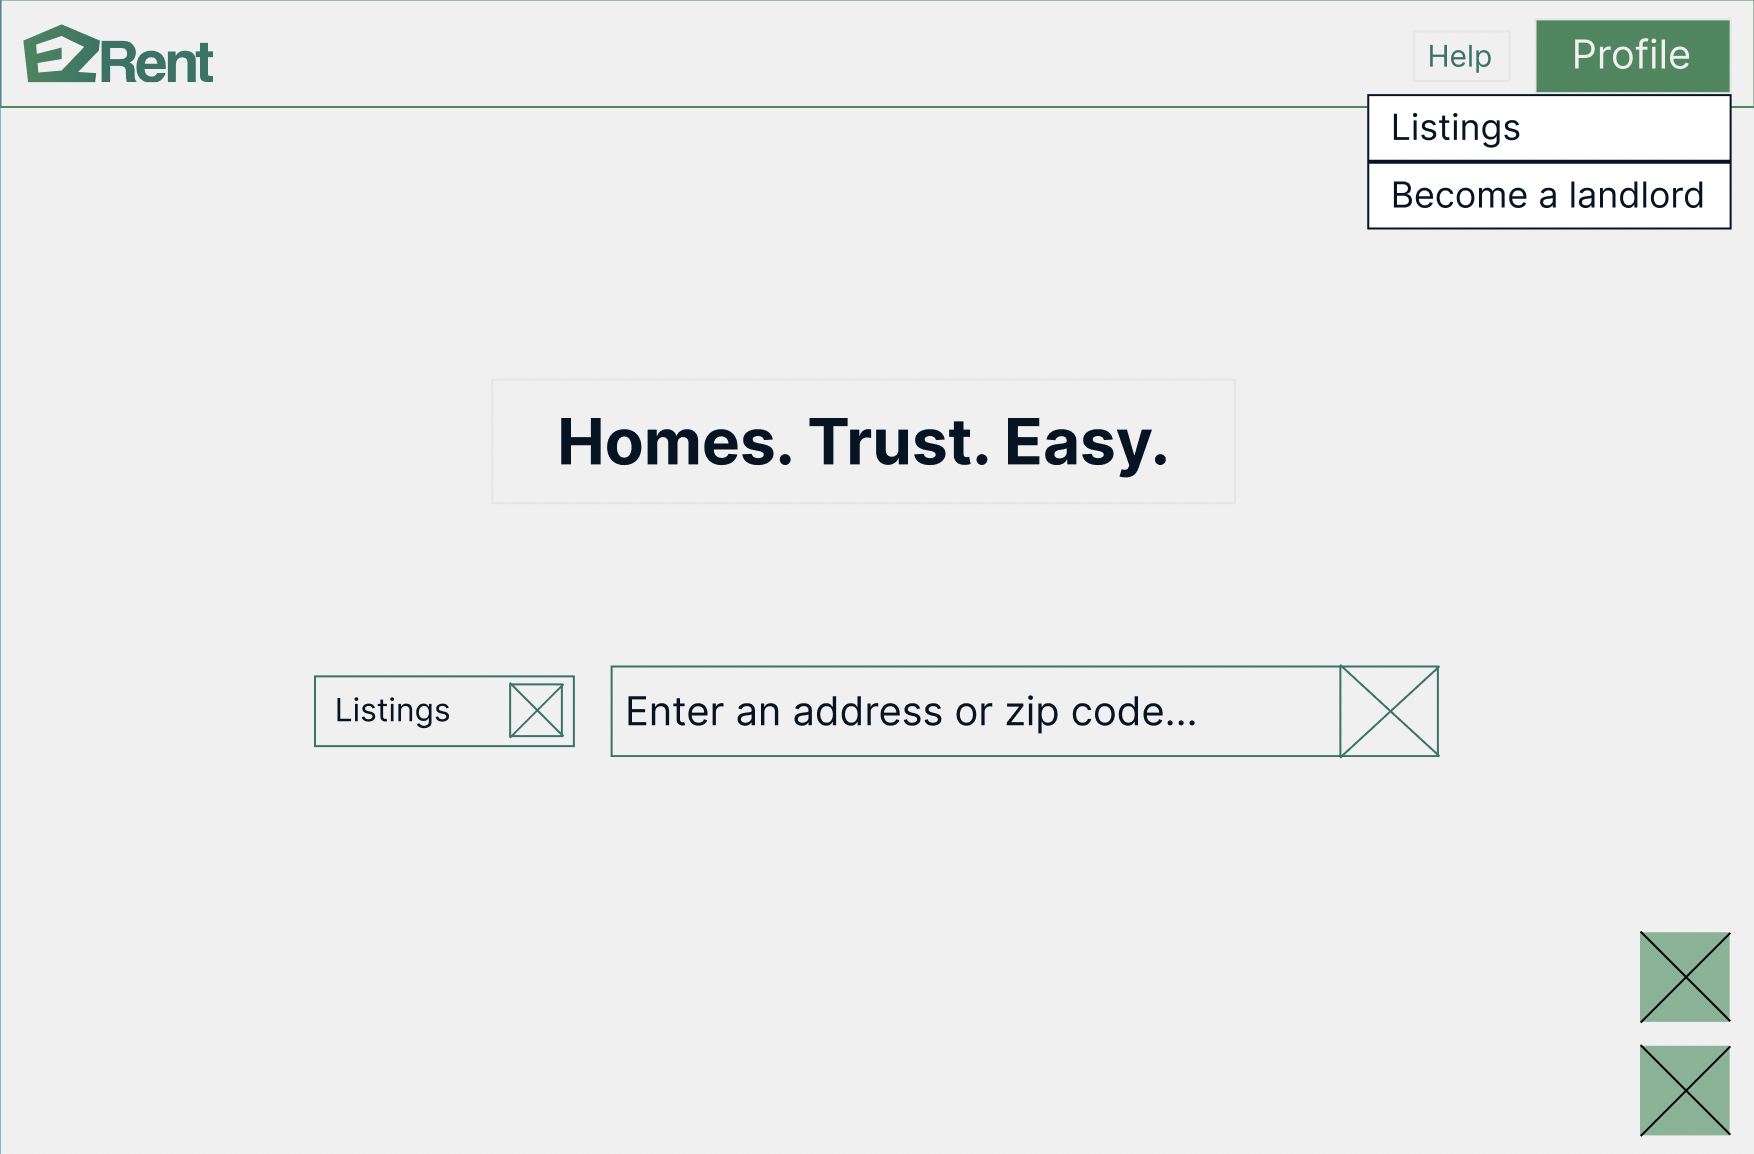 EZRent
Help
Profile
Listings
Become a landlord
Homes. Trust. Easy.
Listings
Enter an address or zip code...